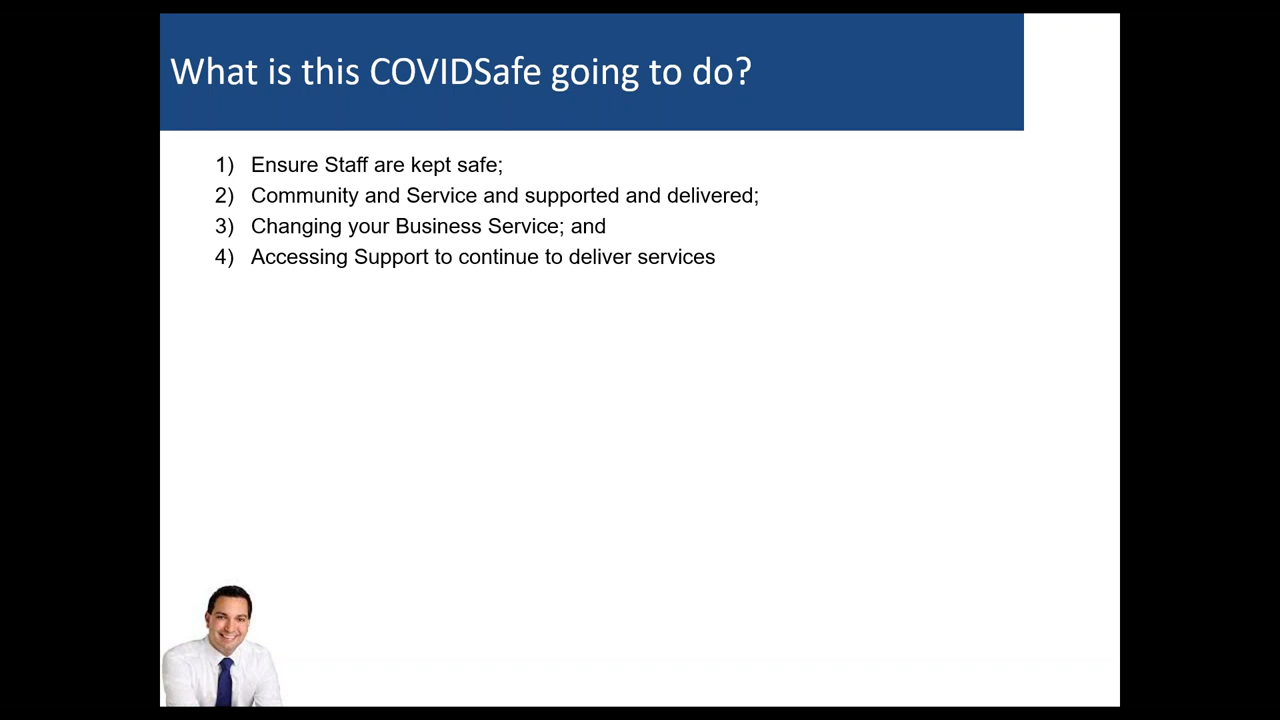 What is this COVIDSafe going to do?
1) Ensure Staff are kept safe;
2) Community and Service and supported and delivered;
3) Changing your Business Service; and
4) Accessing Support to continue to deliver services